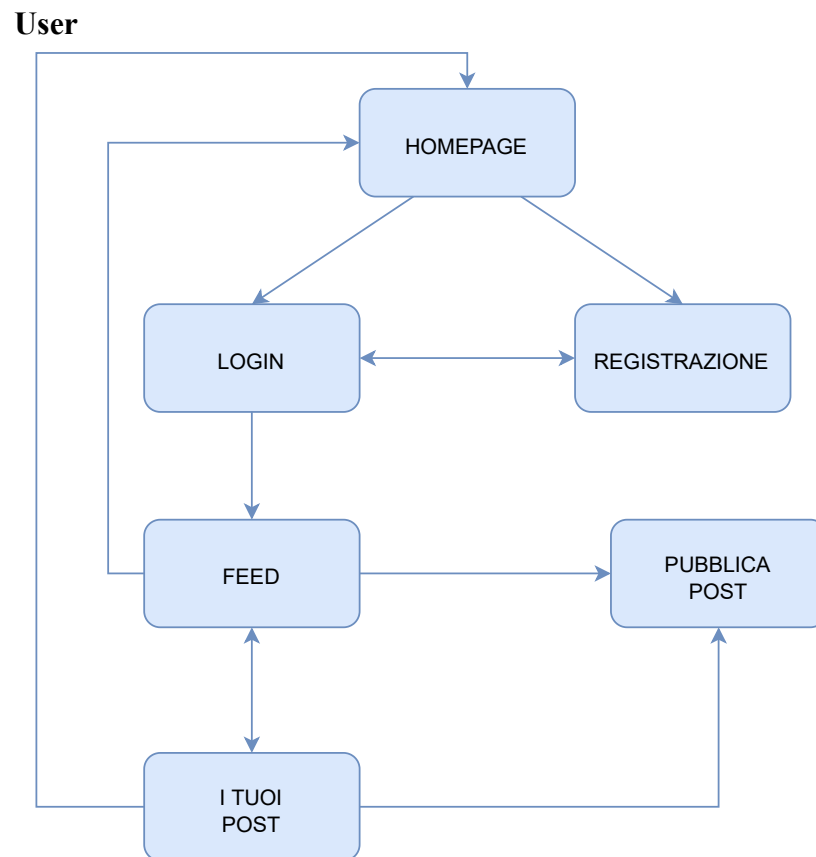 User
HOMEPAGE
LOGIN
REGISTRAZIONE
FEED
PUBBLICA
POST
I TUOI
POST